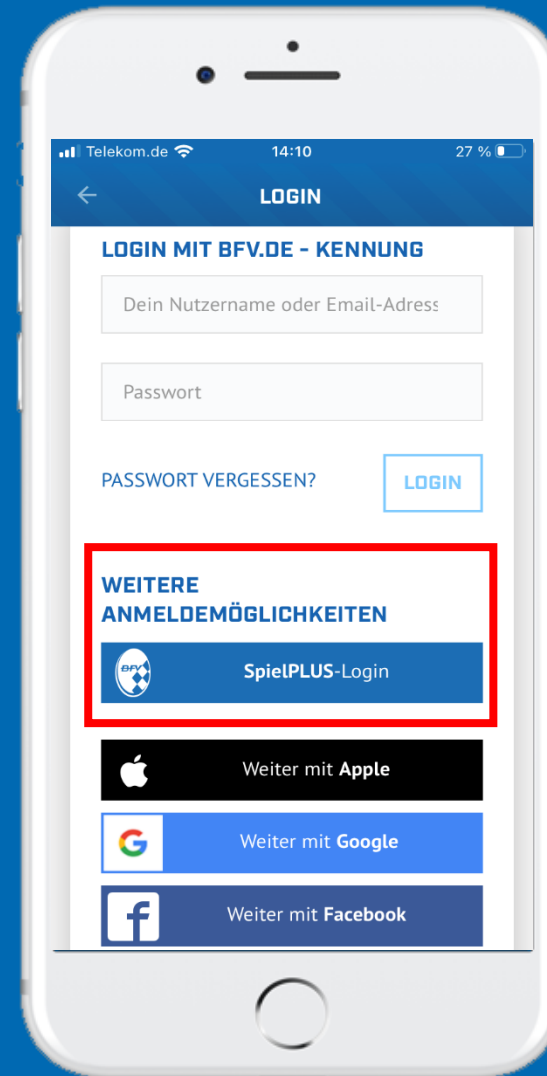 Telekom.de 14:10 27 %
LOGIN
LOGIN MIT BFV.DE - KENNUNG
Dein Nutzername oder Email-Adress
Passwort
PASSWORT VERGESSEN? LOGIN
WEITERE
ANMELDEMÖGLICHKEITEN
BFV SpielPLUS-Login
Weiter mit Apple
G Weiter mit Google
f Weiter mit Facebook